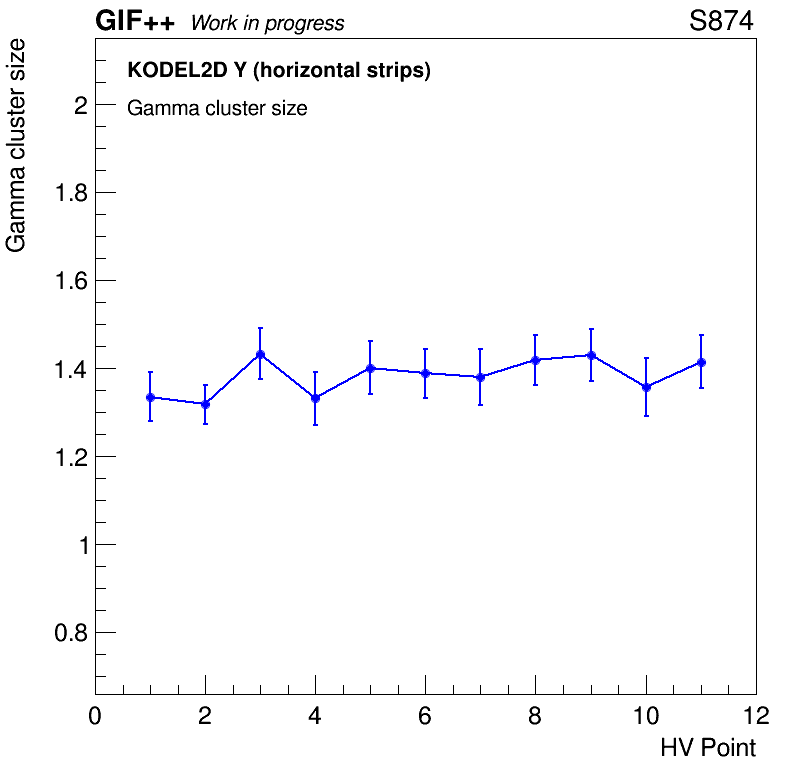 GIF++ Work in progress S874
KODEL2D Y (horizontal strips)
Gamma cluster size
Gamma cluster size
2
1.8
1.6
1.4
1.2
1
0.8
0 2 4 6 8 10 12
HV Point